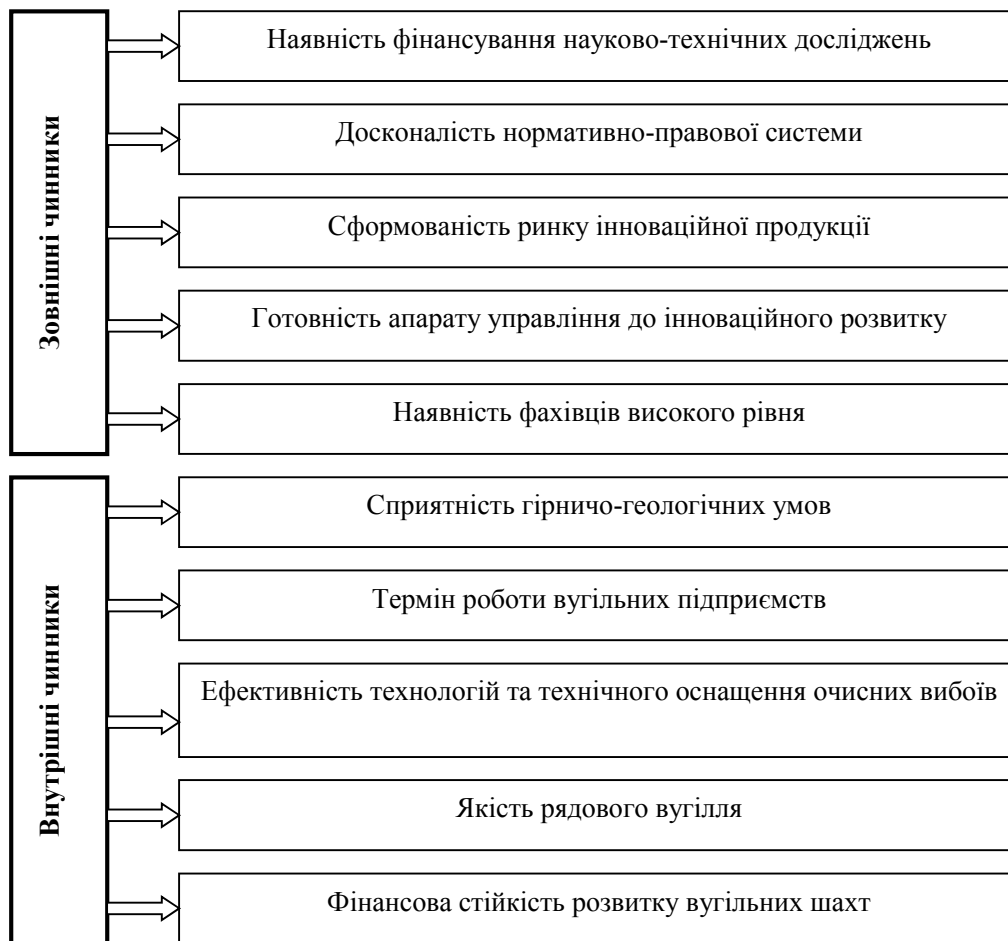 Зовнішні чинники
Наявність фінансування науково-технічних досліджень
Досконалість нормативно-правової системи
Сформованість ринку інноваційної продукції
Готовність апарату управління до інноваційного розвитку
Наявність фахівців високого рівня
Внутрішні чинники
Сприятність гірничо-геологічних умов
Термін роботи вугільних підприємств
Ефективність технологій та технічного оснащення очисних вибоїв
Якість рядового вугілля
Фінансова стійкість розвитку вугільних шахт